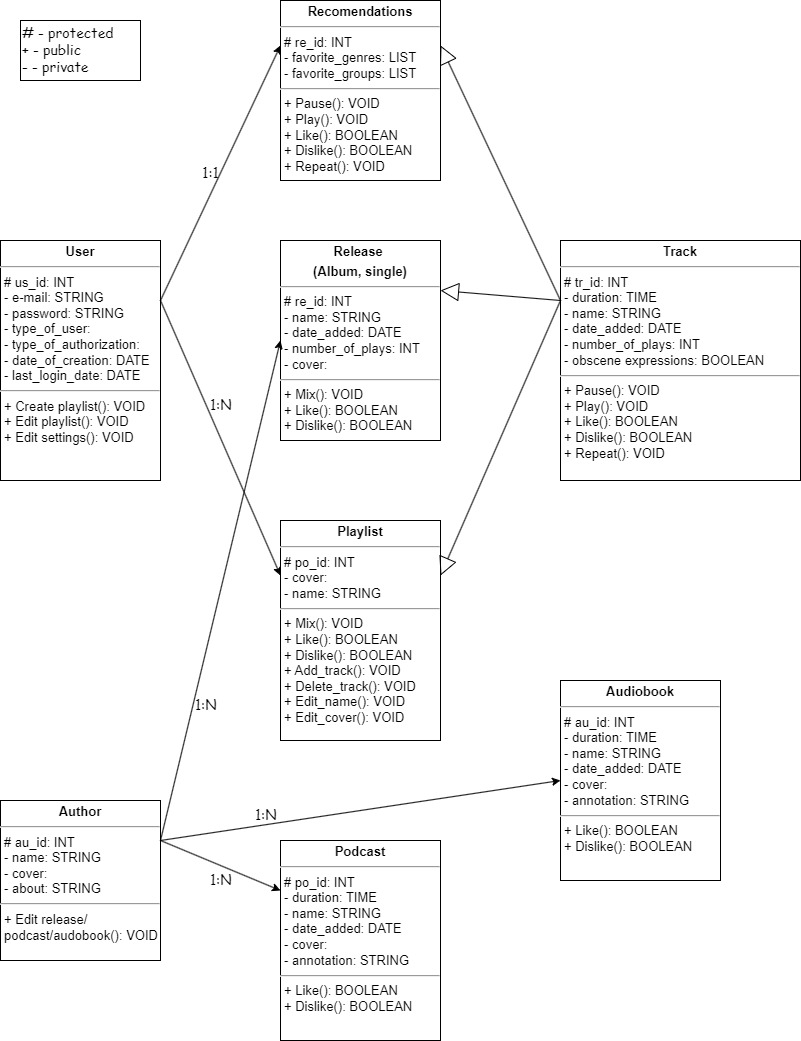 # - protected
+ - public
- - private
Recomendations
# re_id: INT
- favorite_genres: LIST
- favorite_groups: LIST
+ Pause(): VOID
+ Play(): VOID
+ Like(): BOOLEAN
+ Dislike(): BOOLEAN
+ Repeat(): VOID
1:1
User
# us_id: INT
- e-mail: STRING
- password: STRING
- type_of_user:
- type_of_authorization:
- date_of_creation: DATE
- last_login_date: DATE
+ Create playlist(): VOID
+ Edit playlist(): VOID
+ Edit settings(): VOID
Release
(Album, single)
# re_id: INT
- name: STRING
- date_added: DATE
- number_of_plays: INT
- cover:
+ Mix(): VOID
+ Like(): BOOLEAN
+ Dislike(): BOOLEAN
Track
# tr_id: INT
- duration: TIME
- name: STRING
- date_added: DATE
- number_of_plays: INT
- obscene expressions: BOOLEAN
+ Pause(): VOID
+ Play(): VOID
+ Like(): BOOLEAN
+ Dislike(): BOOLEAN
+ Repeat(): VOID
1:N
Playlist
# po_id: INT
- cover:
- name: STRING
+ Mix(): VOID
+ Like(): BOOLEAN
+ Dislike(): BOOLEAN
+ Add_track(): VOID
+ Delete_track(): VOID
+ Edit_name(): VOID
+ Edit_cover(): VOID
1:N
Audiobook
# au_id: INT
- duration: TIME
- name: STRING
- date_added: DATE
- cover:
- annotation: STRING
+ Like(): BOOLEAN
+ Dislike(): BOOLEAN
Author
# au_id: INT
- name: STRING
- cover:
- about: STRING
+ Edit release/
podcast/audobook(): VOID
1:N
1:N
Podcast
# po_id: INT
- duration: TIME
- name: STRING
- date_added: DATE
- cover:
- annotation: STRING
+ Like(): BOOLEAN
+ Dislike(): BOOLEAN